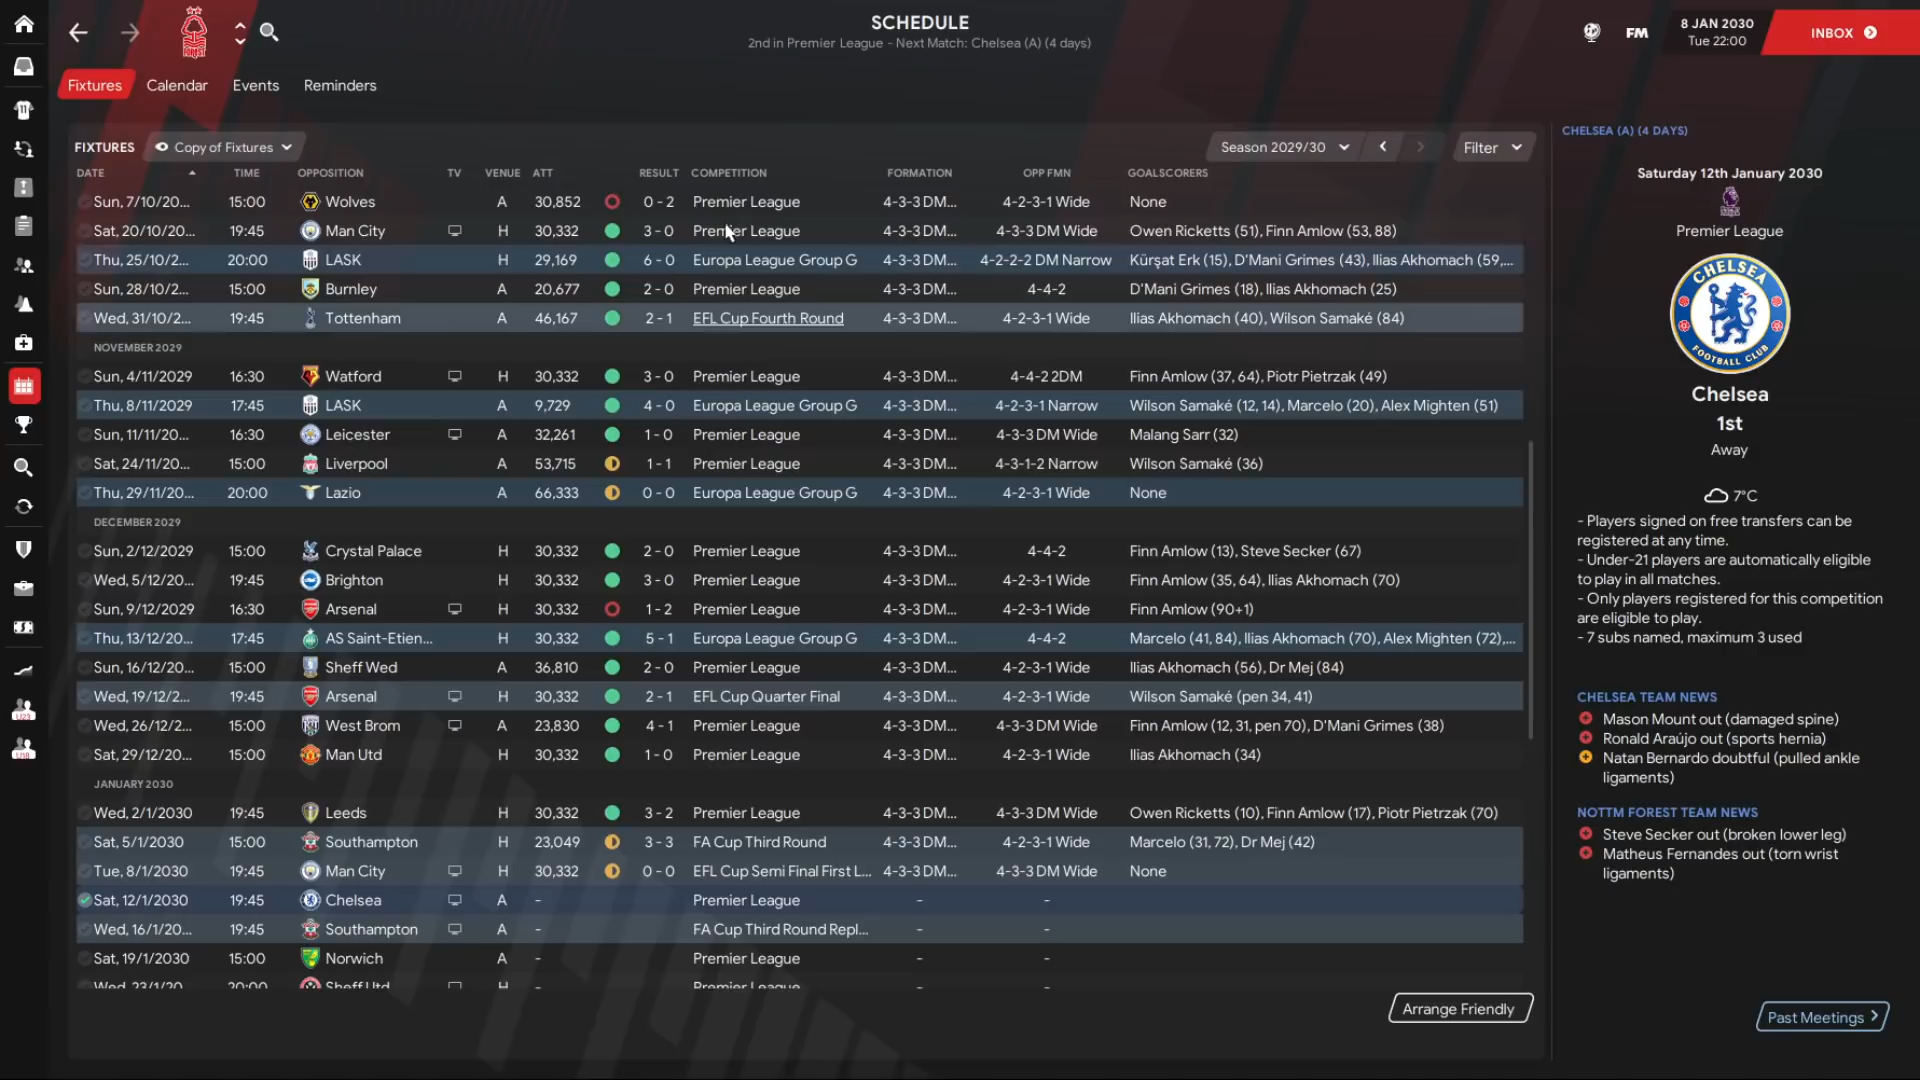 SCHEDULE
2nd in Premier League - Next Match: Chelsea (A) (4 days)
FM
8 JAN 2030
Tue 22:00
INBOX
Fixtures Calendar Events Reminders
FIXTURES Copy of Fixtures Season 2029/30 Filter
DATE TIME OPPOSITION TV VENUE ATT RESULT COMPETITION FORMATION OPP FMN GOALSCORERS
Sun, 7/10/20... 15:00 Wolves A 30,852 0 - 2 Premier League 4-3-3 DM... 4-2-3-1 Wide None
Sat, 20/10/20... 19:45 Man City H 30,332 3 - 0 Premier League 4-3-3 DM... 4-3-3 DM Wide Owen Ricketts (51), Finn Amlow (53, 88)
Thu, 25/10/2... 20:00 LASK H 29,169 6 - 0 Europa League Group G 4-3-3 DM... 4-2-2-2 DM Narrow Kürşat Erk (15), D'Mani Grimes (43), Ilias Akhomach (59,...
Sun, 28/10/2... 15:00 Burnley A 20,677 2 - 0 Premier League 4-3-3 DM... 4-4-2 D'Mani Grimes (18), Ilias Akhomach (25)
Wed, 31/10/2... 19:45 Tottenham A 46,167 2 - 1 EFL Cup Fourth Round 4-3-3 DM... 4-2-3-1 Wide Ilias Akhomach (40), Wilson Samaké (84)
NOVEMBER 2029
Sun, 4/11/2029 16:30 Watford H 30,332 3 - 0 Premier League 4-3-3 DM... 4-4-2 2DM Finn Amlow (37, 64), Piotr Pietrzak (49)
Thu, 8/11/2029 17:45 LASK A 9,729 4 - 0 Europa League Group G 4-3-3 DM... 4-2-3-1 Narrow Wilson Samaké (12, 14), Marcelo (20), Alex Mighten (51)
Sun, 11/11/20... 16:30 Leicester A 32,261 1 - 0 Premier League 4-3-3 DM... 4-3-3 DM Wide Malang Sarr (32)
Sat, 24/11/20... 15:00 Liverpool A 53,715 1 - 1 Premier League 4-3-3 DM... 4-3-1-2 Narrow Wilson Samaké (36)
Thu, 29/11/20... 20:00 Lazio A 66,333 0 - 0 Europa League Group G 4-3-3 DM... 4-2-3-1 Wide None
DECEMBER 2029
Sun, 2/12/2029 15:00 Crystal Palace H 30,332 2 - 0 Premier League 4-3-3 DM... 4-4-2 Finn Amlow (13), Steve Secker (67)
Wed, 5/12/20... 19:45 Brighton H 30,332 3 - 0 Premier League 4-3-3 DM... 4-2-3-1 Wide Finn Amlow (35, 64), Ilias Akhomach (70)
Sun, 9/12/2029 16:30 Arsenal H 30,332 1 - 2 Premier League 4-3-3 DM... 4-2-3-1 Wide Finn Amlow (90+1)
Thu, 13/12/20... 17:45 AS Saint-Etien... H 30,332 5 - 1 Europa League Group G 4-3-3 DM... 4-4-2 Marcelo (41, 84), Ilias Akhomach (70), Alex Mighten (72),...
Sun, 16/12/20... 15:00 Sheff Wed A 36,810 2 - 0 Premier League 4-3-3 DM... 4-2-3-1 Wide Ilias Akhomach (56), Dr Mej (84)
Wed, 19/12/2... 19:45 Arsenal H 30,332 2 - 1 EFL Cup Quarter Final 4-3-3 DM... 4-2-3-1 Wide Wilson Samaké (pen 34, 41)
Wed, 26/12/2... 15:00 West Brom A 23,830 4 - 1 Premier League 4-3-3 DM... 4-3-3 DM Wide Finn Amlow (12, 31, pen 70), D'Mani Grimes (38)
Sat, 29/12/20... 15:00 Man Utd H 30,332 1 - 0 Premier League 4-3-3 DM... 4-2-3-1 Wide Ilias Akhomach (34)
JANUARY 2030
Wed, 2/1/2030 19:45 Leeds H 30,332 3 - 2 Premier League 4-3-3 DM... 4-3-3 DM Wide Owen Ricketts (10), Finn Amlow (17), Piotr Pietrzak (70)
Sat, 5/1/2030 15:00 Southampton H 23,049 3 - 3 FA Cup Third Round 4-3-3 DM... 4-2-3-1 Wide Marcelo (31, 72), Dr Mej (42)
Tue, 8/1/2030 19:45 Man City H 30,332 0 - 0 EFL Cup Semi Final First L... 4-3-3 DM... 4-3-3 DM Wide None
Sat, 12/1/2030 19:45 Chelsea A - Premier League - -
Wed, 16/1/20... 19:45 Southampton A - FA Cup Third Round Repl... - -
Sat, 19/1/2030 15:00 Norwich A - Premier League - -
Wed, 23/1/20... 20:00 Sheff Utd H - Premier League - -
Arrange Friendly
CHELSEA (A) (4 DAYS)
Saturday 12th January 2030
Premier League
CHELSEA
FOOTBALL CLUB
Chelsea
1st
Away
7°C
- Players signed on free transfers can be
registered at any time.
- Under-21 players are automatically eligible
to play in all matches.
- Only players registered for this competition
are eligible to play.
- 7 subs named, maximum 3 used
CHELSEA TEAM NEWS
Mason Mount out (damaged spine)
Ronald Araújo out (sports hernia)
Natan Bernardo doubtful (pulled ankle
ligaments)
NOTTM FOREST TEAM NEWS
Steve Secker out (broken lower leg)
Matheus Fernandes out (torn wrist
ligaments)
Past Meetings